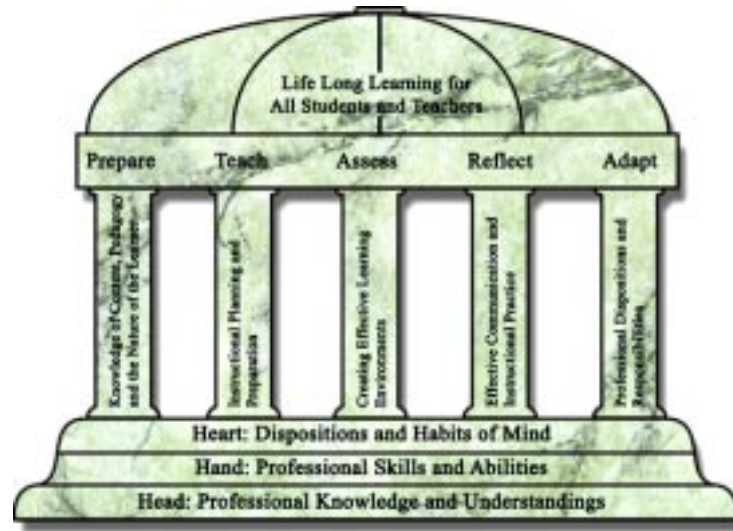 Life Long Learning for
All Students and Teachers
Prepare Teach Assess Reflect Adapt
Knowledge of Content, Pedagogy
and the Nature of the Learner
Instructional Planning and
Preparation
Creating Effective Learning
Environments
Effective Communication and
Instructional Practice
Professional Dispositions and
Responsibilities
Heart: Dispositions and Habits of Mind
Hand: Professional Skills and Abilities
Head: Professional Knowledge and Understandings